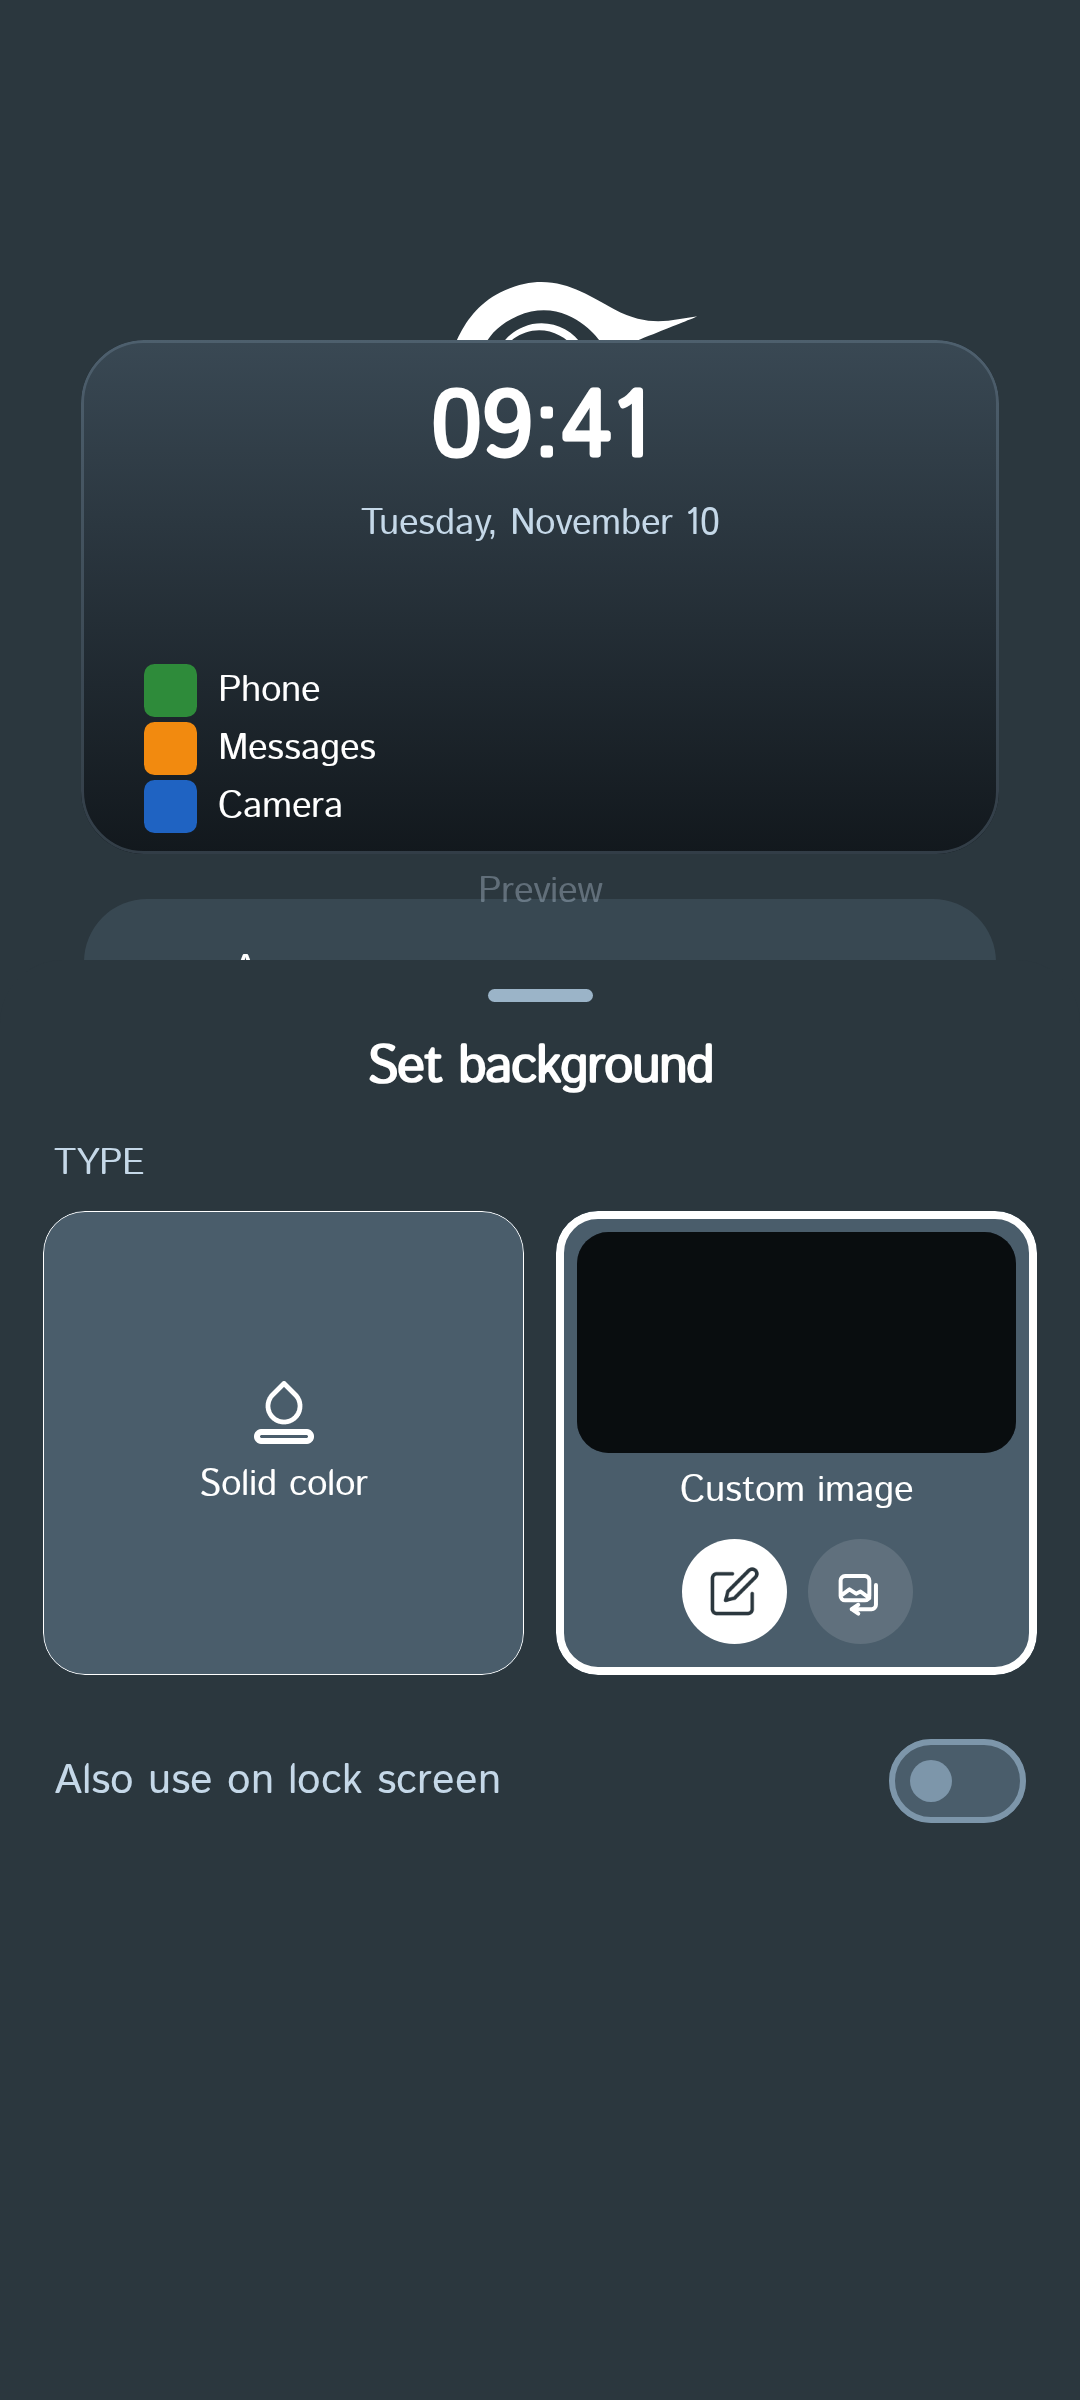 09:41
Tuesday, November 10
Phone
Messages
Camera
Preview
Set background
TYPE
Solid color
Custom image
Also use on lock screen